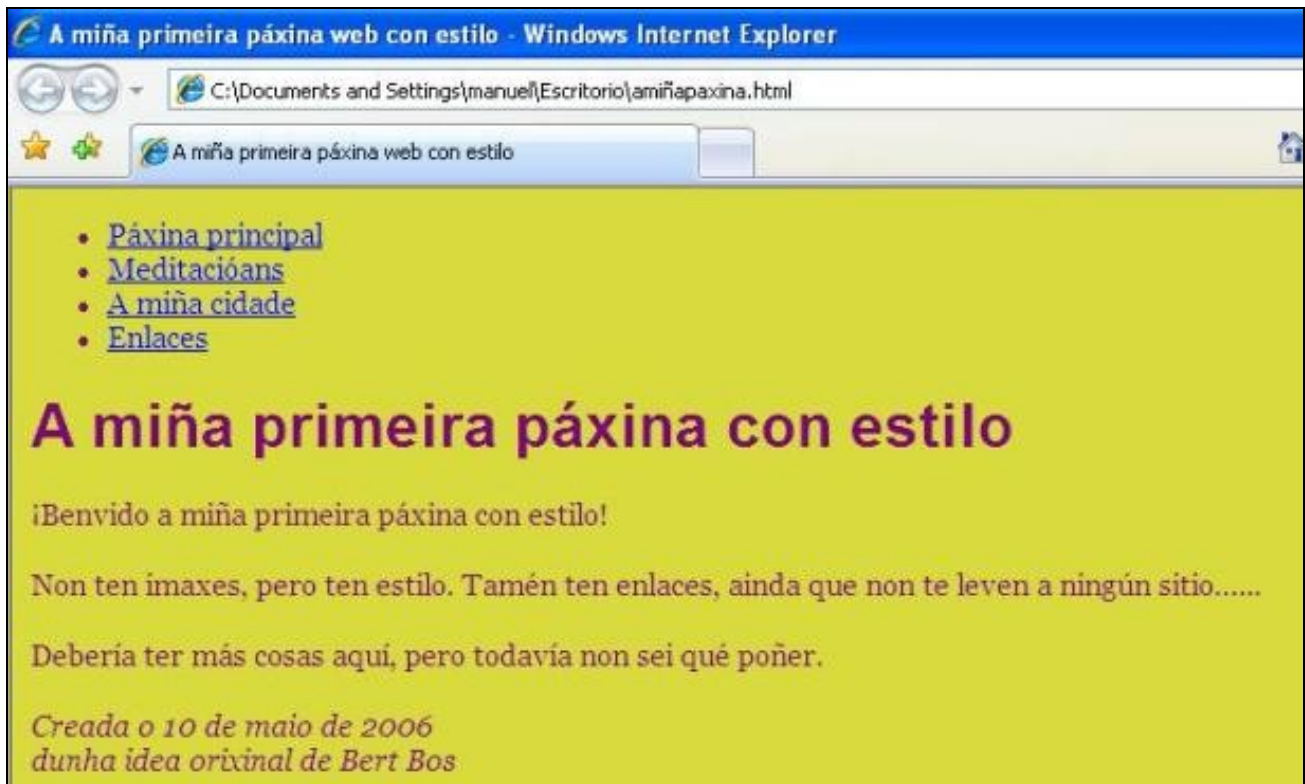 A miña primeira páxina web con estilo - Windows Internet Explorer
C:\Documents and Settings\manuel\Escritorio\amiñapaxina.html
A miña primeira páxina web con estilo
• Páxina principal
• Meditacióans
• A miña cidade
• Enlaces
A miña primeira páxina con estilo
¡Benvido a miña primeira páxina con estilo!
Non ten imaxes, pero ten estilo. Tamén ten enlaces, ainda que non te leven a ningún sitio......
Debería ter más cosas aquí, pero todavía non sei qué poñer.
Creada o 10 de maio de 2006
dunha idea orixinal de Bert Bos